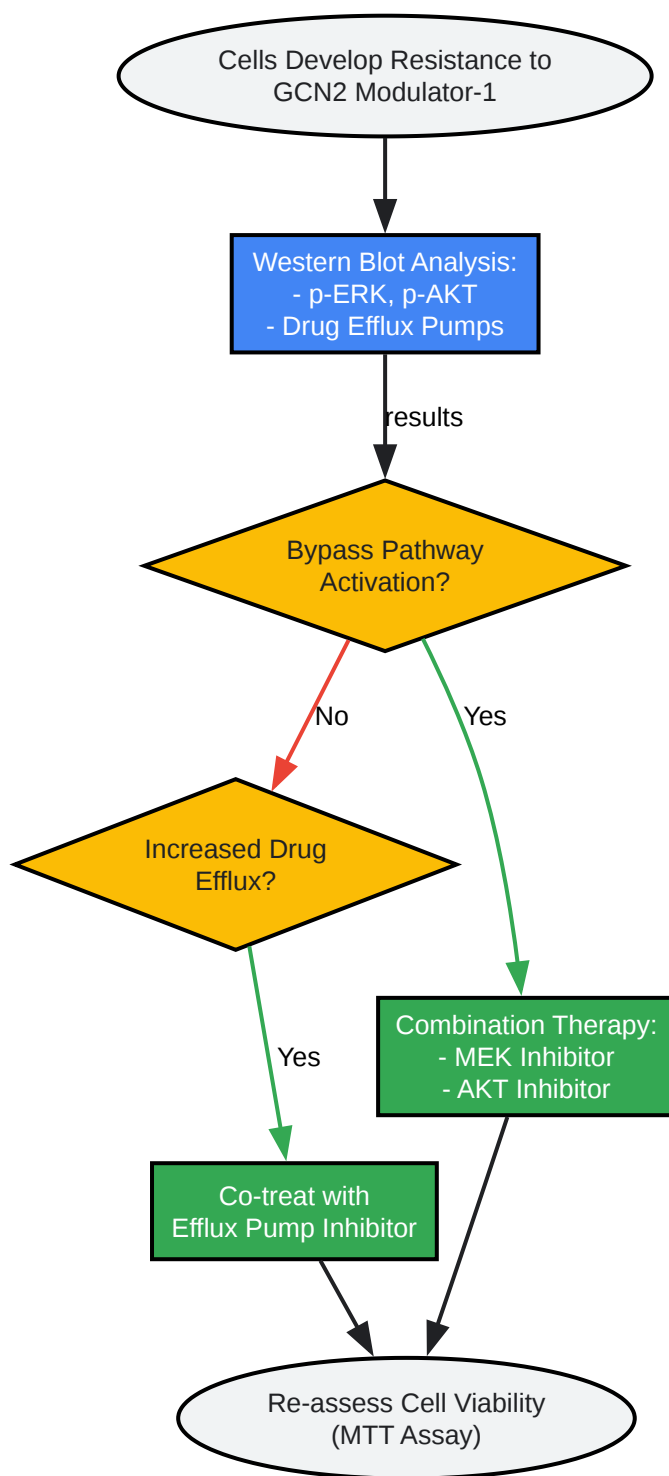 Cells Develop Resistance to
GCN2 Modulator-1
Western Blot Analysis:
- p-ERK, p-AKT
- Drug Efflux Pumps
results
Bypass Pathway
Activation?
No
Yes
Increased Drug
Efflux?
Combination Therapy:
- MEK Inhibitor
- AKT Inhibitor
Yes
Co-treat with
Efflux Pump Inhibitor
Re-assess Cell Viability
(MTT Assay)